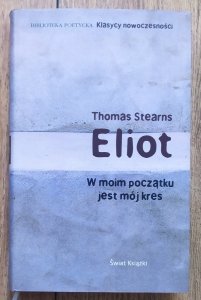 BIBLIOTEKA POETYCKA Klasycy nowoczesności
Thomas Stearns
Eliot
W moim początku
jest mój kres
Świat Książki